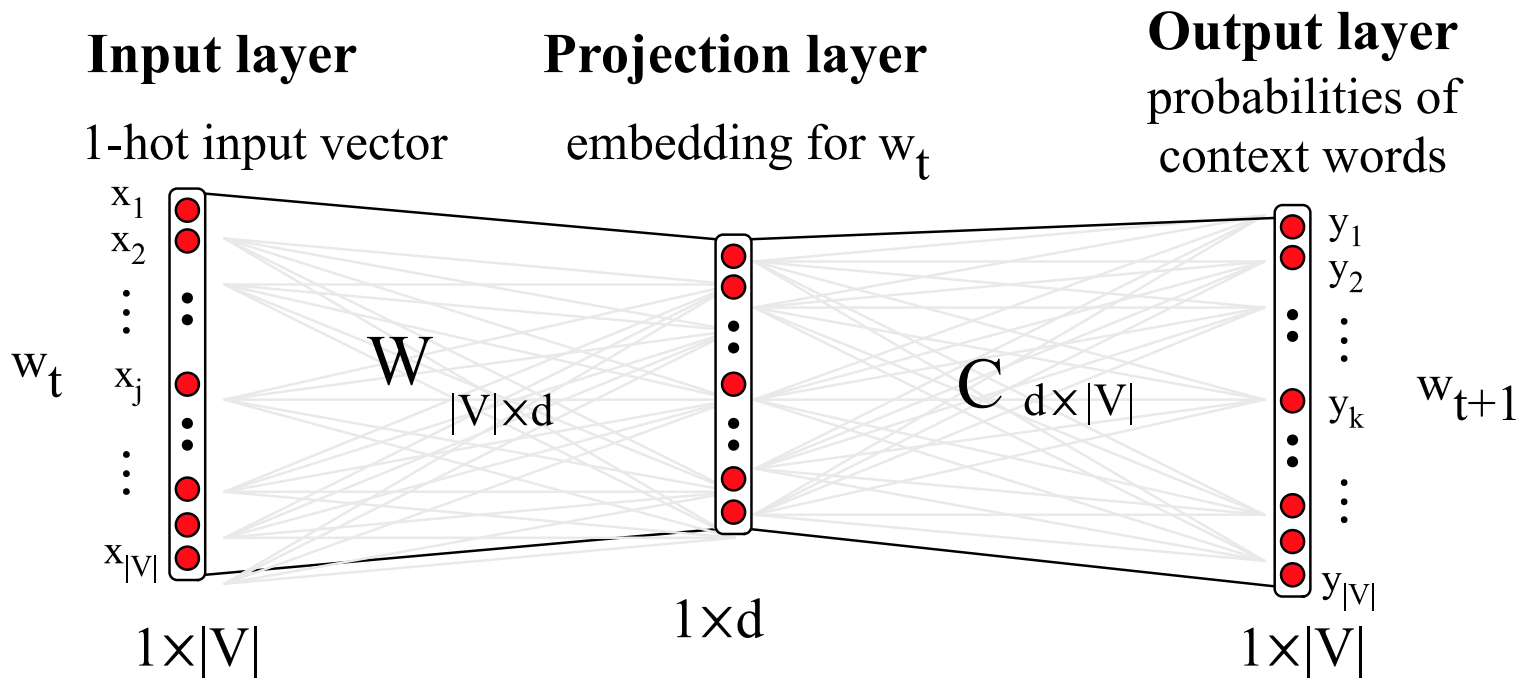 Input layer
Projection layer
Output layer
1-hot input vector
embedding for wt
probabilities of
context words
x1
x2
⋮
xj
⋮
x|V|
wt
W|V|×d
Cd×|V|
y1
y2
⋮
yk
⋮
y|V|
wt+1
1×|V|
1×d
1×|V|